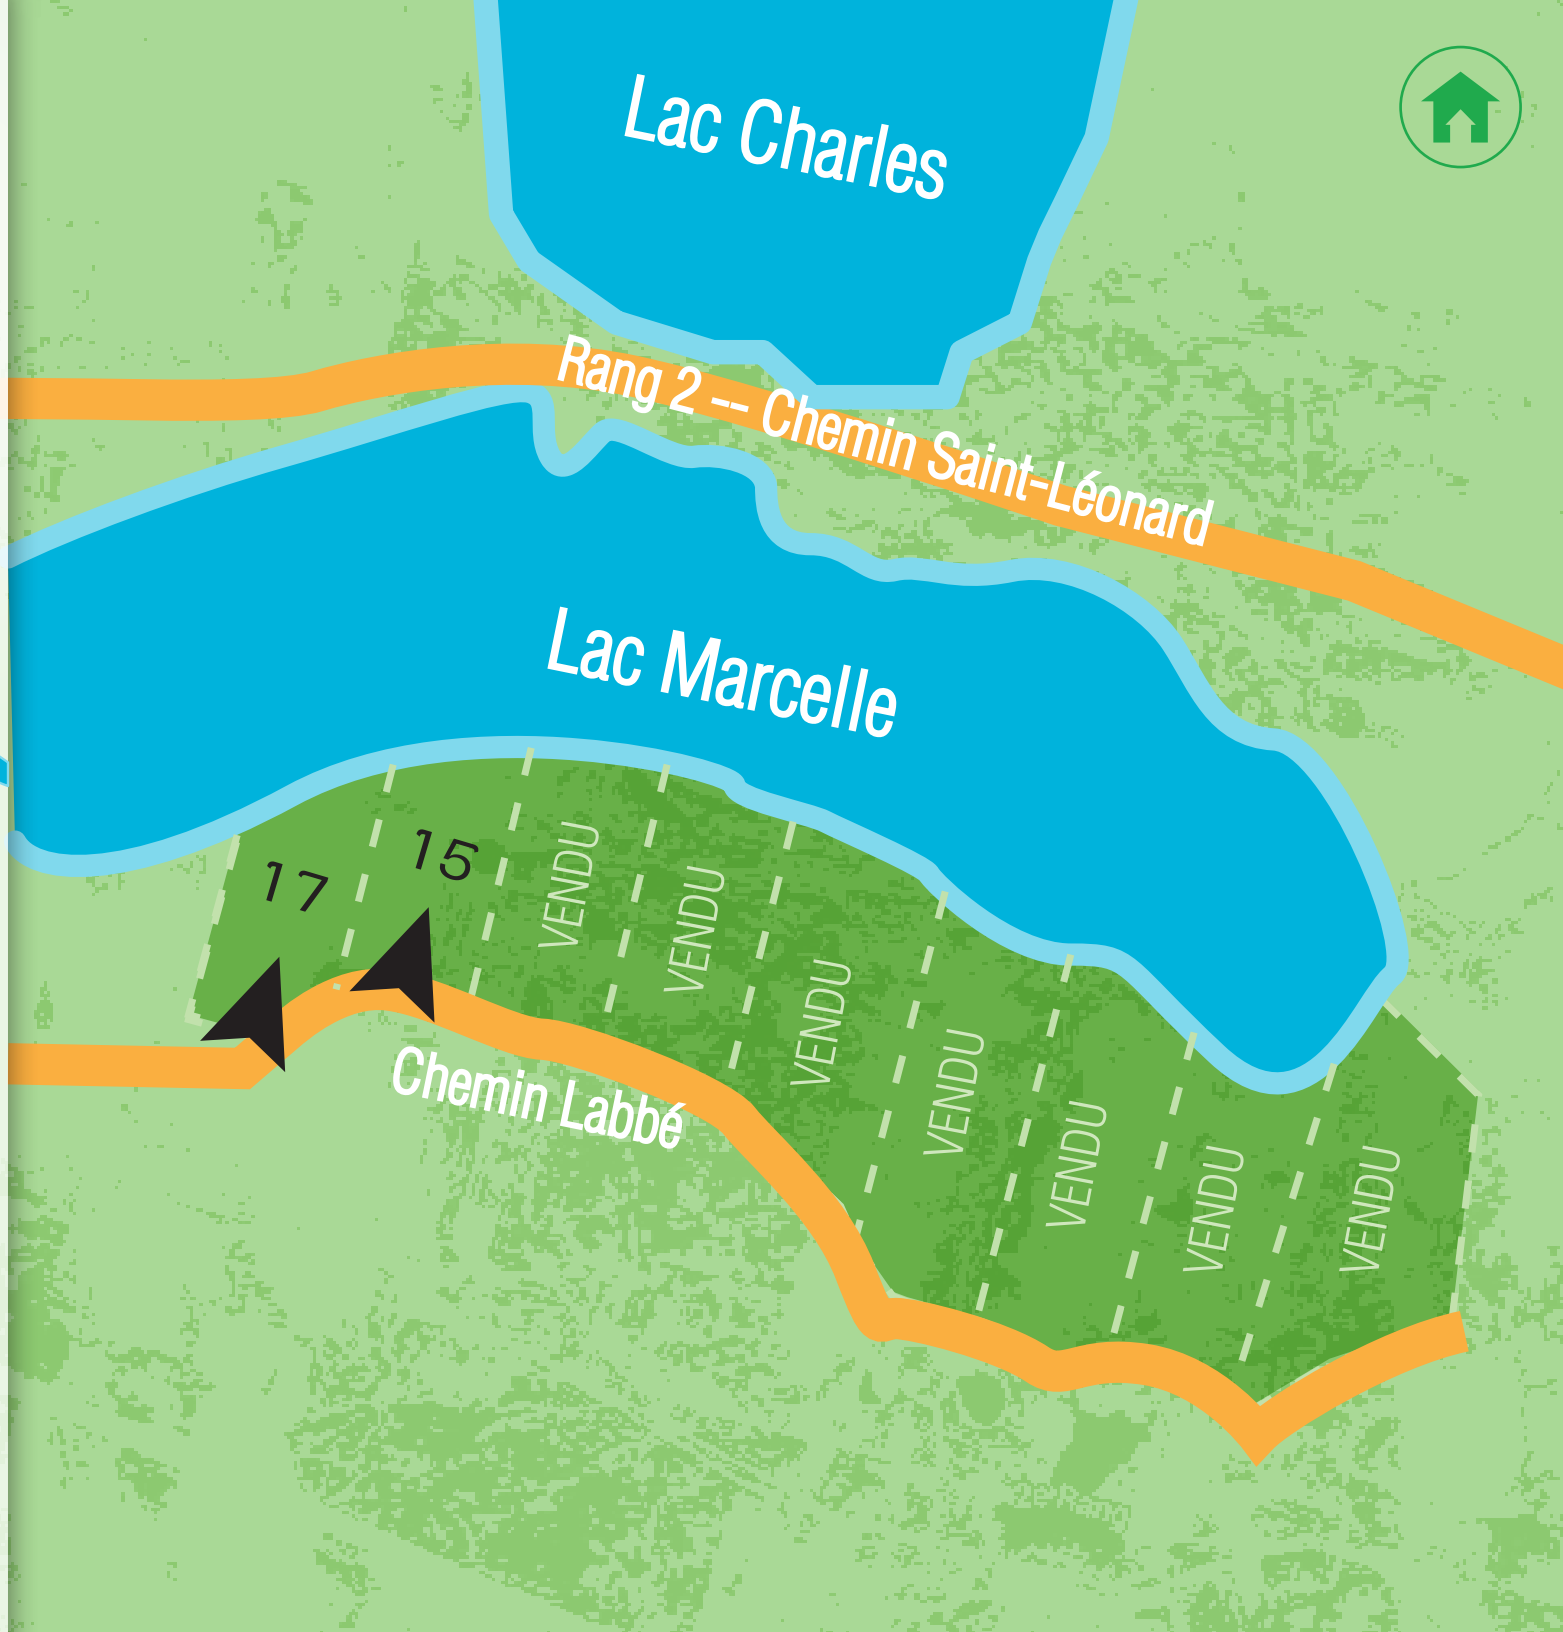 Lac Charles
Rang 2 -- Chemin Saint-Léonard
Lac Marcelle
17
15
VENDU
VENDU
VENDU
VENDU
VENDU
VENDU
VENDU
Chemin Labbé